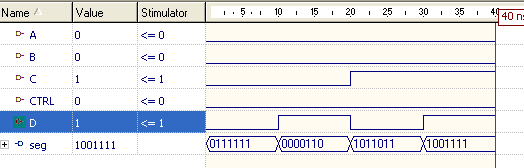 Name Value Stimulator 5 10 15 20 25 30 35 40
40 ns
A 0 <= 0
B 0 <= 0
C 1 <= 1
CTRL 0 <= 0
D 1 <= 1
seg 1001111 0111111 0000110 1011011 1001111